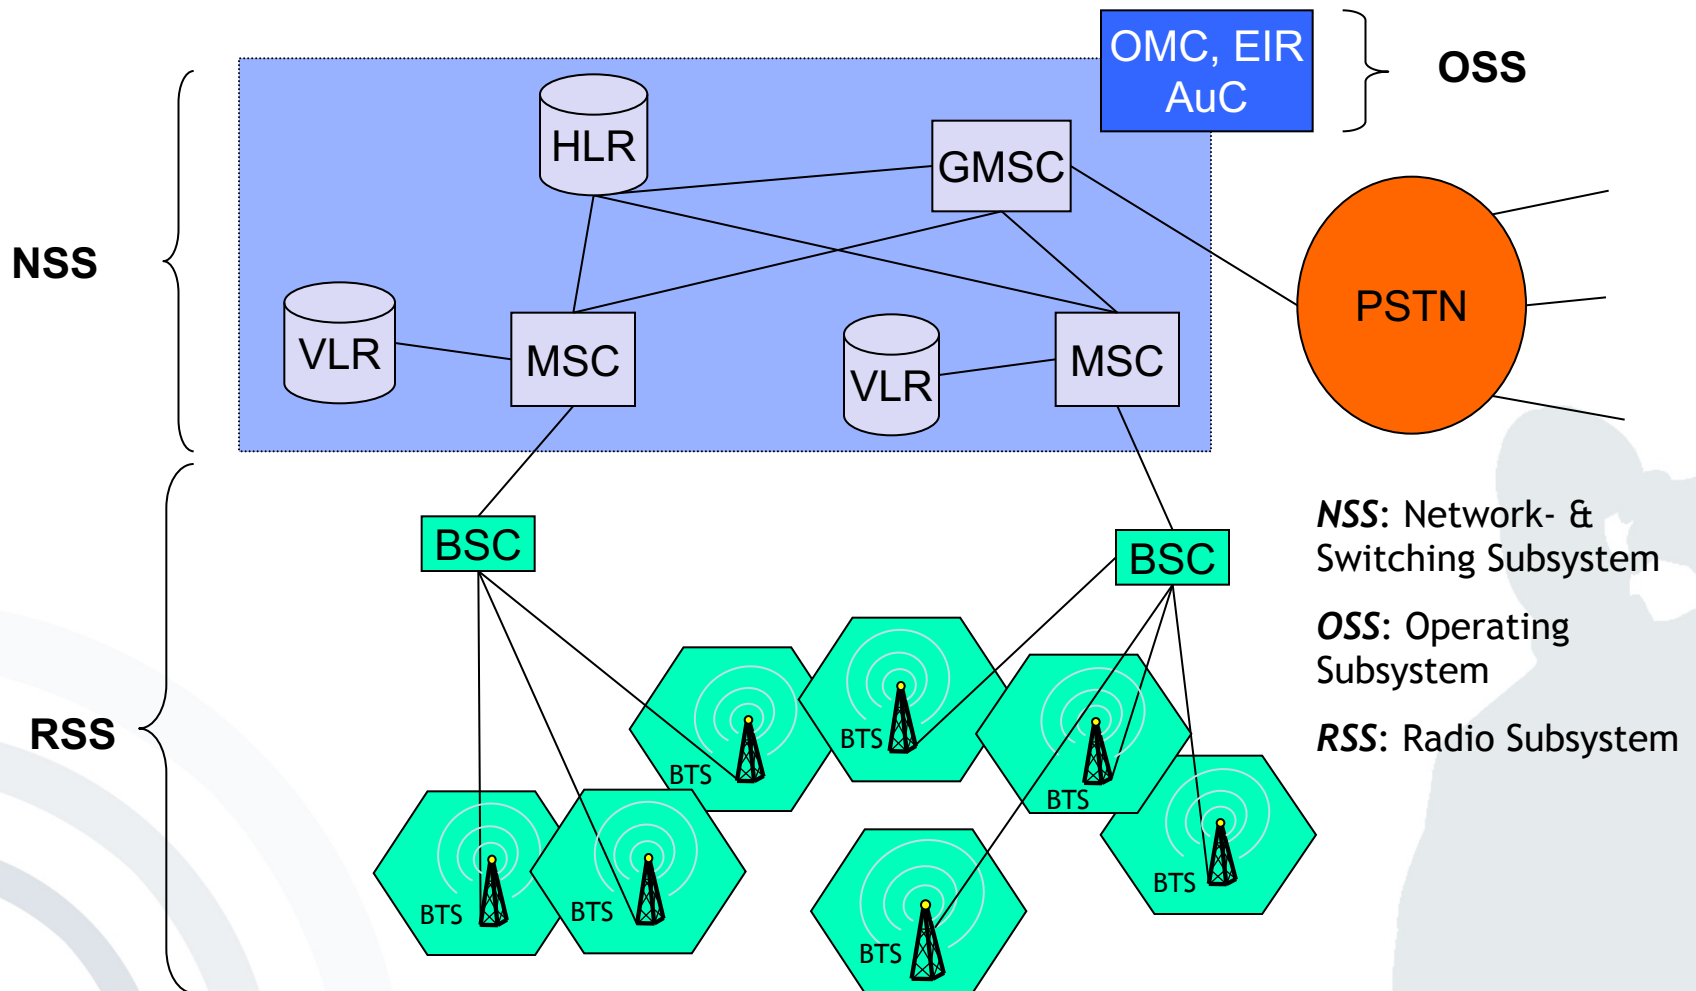 OMC, EIR
AuC
OSS
HLR
GMSC
NSS
VLR
MSC
VLR
MSC
PSTN
BSC
BSC
NSS: Network- &
Switching Subsystem
OSS: Operating
Subsystem
RSS: Radio Subsystem
RSS
BTS
BTS
BTS
BTS
BTS
BTS
BTS